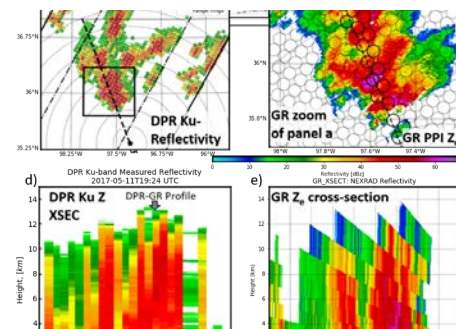 36.75°N
36°N
35.25°N
98.25°W
97.5°W
96.75°W
96°W
DPR Ku-
Reflectivity
36°N
35.8°N
98°W
97.8°W
97.6°W
97.4°W
GR zoom
of panel a
GR PPI Z
0
10
20
30
40
50
60
Reflectivity [dBz]
DPR Ku-band Measured Reflectivity
2017-05-11T19:24 UTC
GR_XSECT: NEXRAD Reflectivity
d)
DPR Ku Z
XSEC
DPR-GR Profile
Height, [km]
14
12
10
8
6
4
e)
GR Ze cross-section
Height [km]
14
12
10
8
6
4